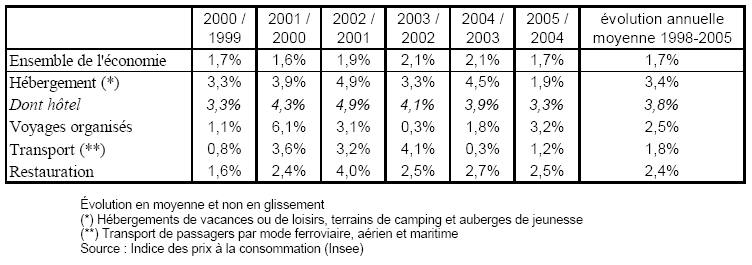 2000 / 1999 2001 / 2000 2002 / 2001 2003 / 2002 2004 / 2003 2005 / 2004 évolution annuelle moyenne 1998-2005
Ensemble de l'économie 1,7% 1,6% 1,9% 2,1% 2,1% 1,7% 1,7%
Hébergement (*) 3,3% 3,9% 4,9% 3,3% 4,5% 1,9% 3,4%
Dont hôtel 3,3% 4,3% 4,9% 4,1% 3,9% 3,3% 3,8%
Voyages organisés 1,1% 6,1% 3,1% 0,3% 1,8% 3,2% 2,5%
Transport (**) 0,8% 3,6% 3,2% 4,1% 0,3% 1,2% 1,8%
Restauration 1,6% 2,4% 4,0% 2,5% 2,7% 2,5% 2,4%
Évolution en moyenne et non en glissement
(*) Hébergements de vacances ou de loisirs, terrains de camping et auberges de jeunesse
(**) Transport de passagers par mode ferroviaire, aérien et maritime
Source : Indice des prix à la consommation (Insee)